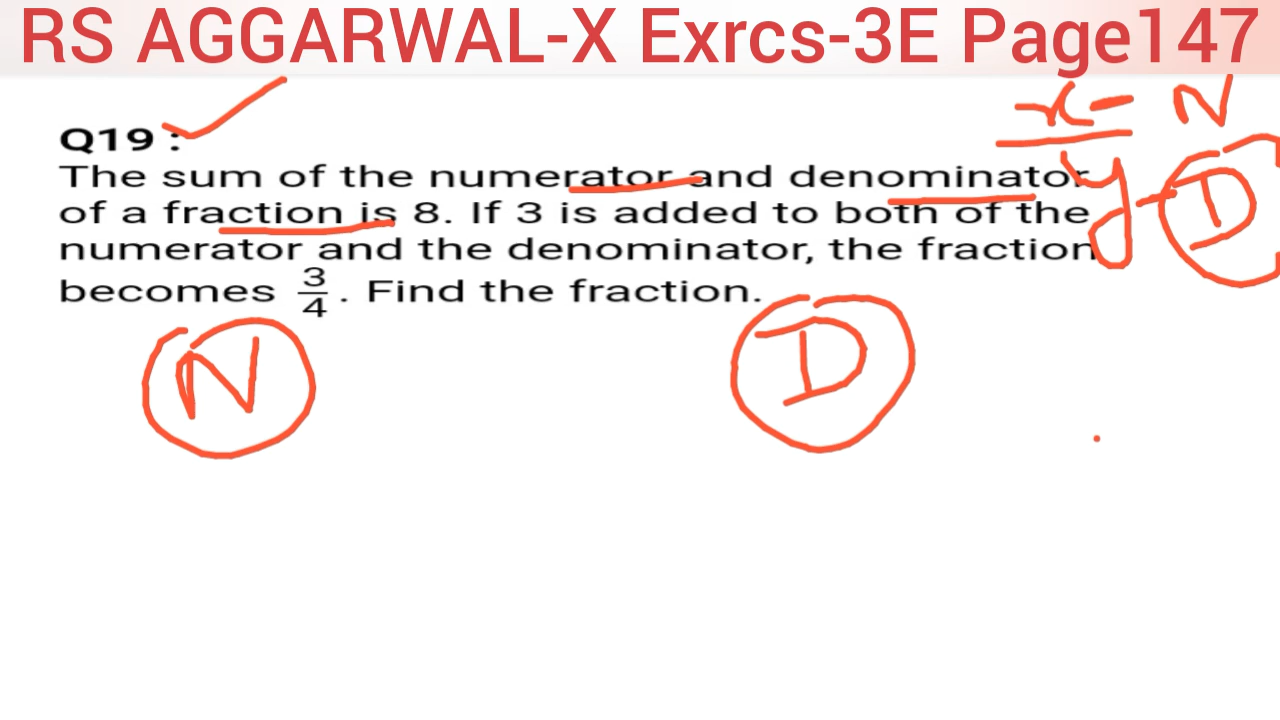 RS AGGARWAL-X Exrcs-3E Page147
x - N
Q19 :
The sum of the numerator and denominator
y - D
of a fraction is 8. If 3 is added to both of the
numerator and the denominator, the fraction
becomes 3/4. Find the fraction.
N D